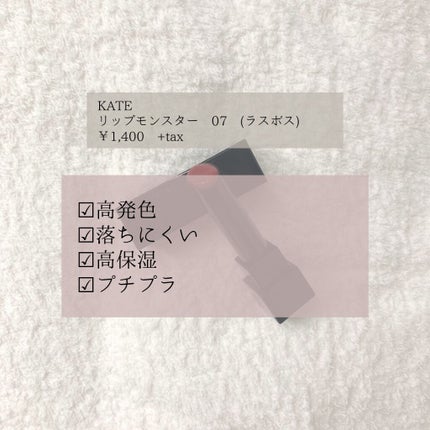 KATE
リップモンスター　07　(ラスボス)
￥1,400　+tax
☑高発色
☑落ちにくい
☑高保湿
☑プチプラ